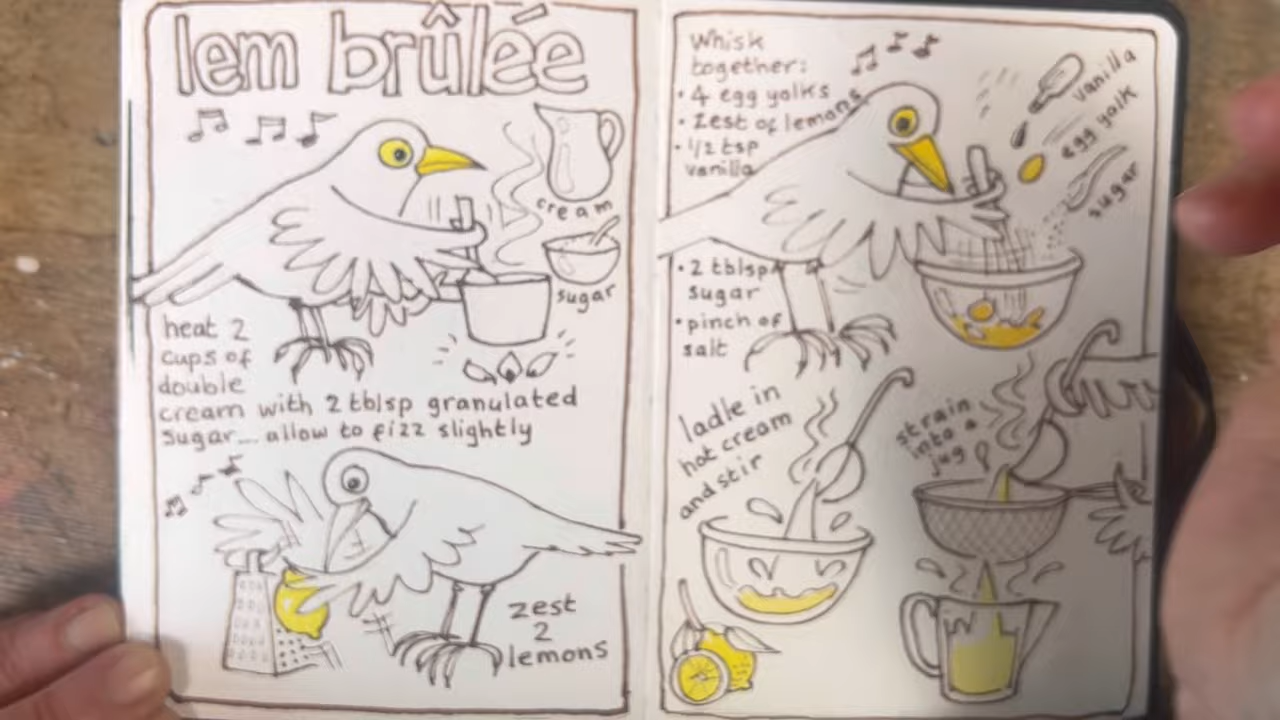 lem brûlée
cream
sugar
heat 2
cups of
double
cream with 2 tblsp granulated
sugar... allow to fizz slightly
zest
2
lemons
Whisk
together:
• 4 egg yolks
• zest of lemons
• 1/2 tsp
vanilla
vanilla
egg yolk
sugar
• 2 tblsp
sugar
• pinch of
salt
ladle in
hot cream
and stir
strain
into a
jug